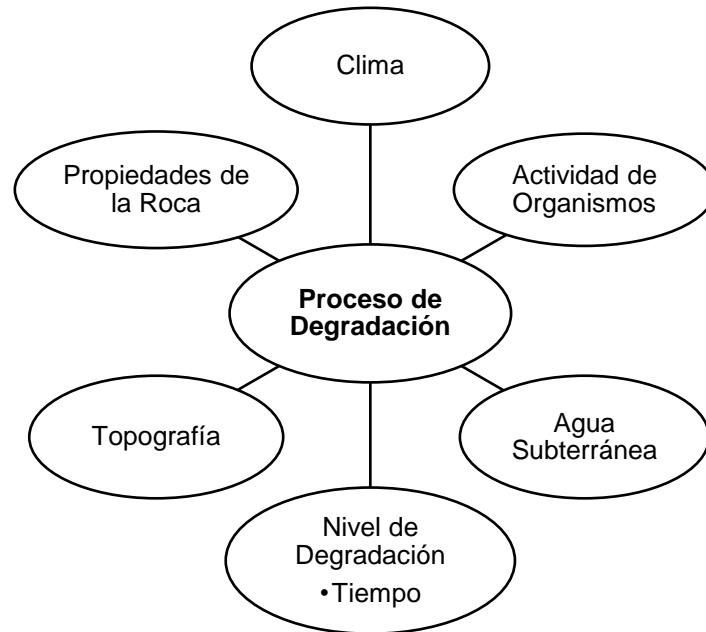 Clima
Propiedades de
la Roca
Actividad de
Organismos
Proceso de
Degradación
Topografía
Agua
Subterránea
Nivel de
Degradación
•Tiempo